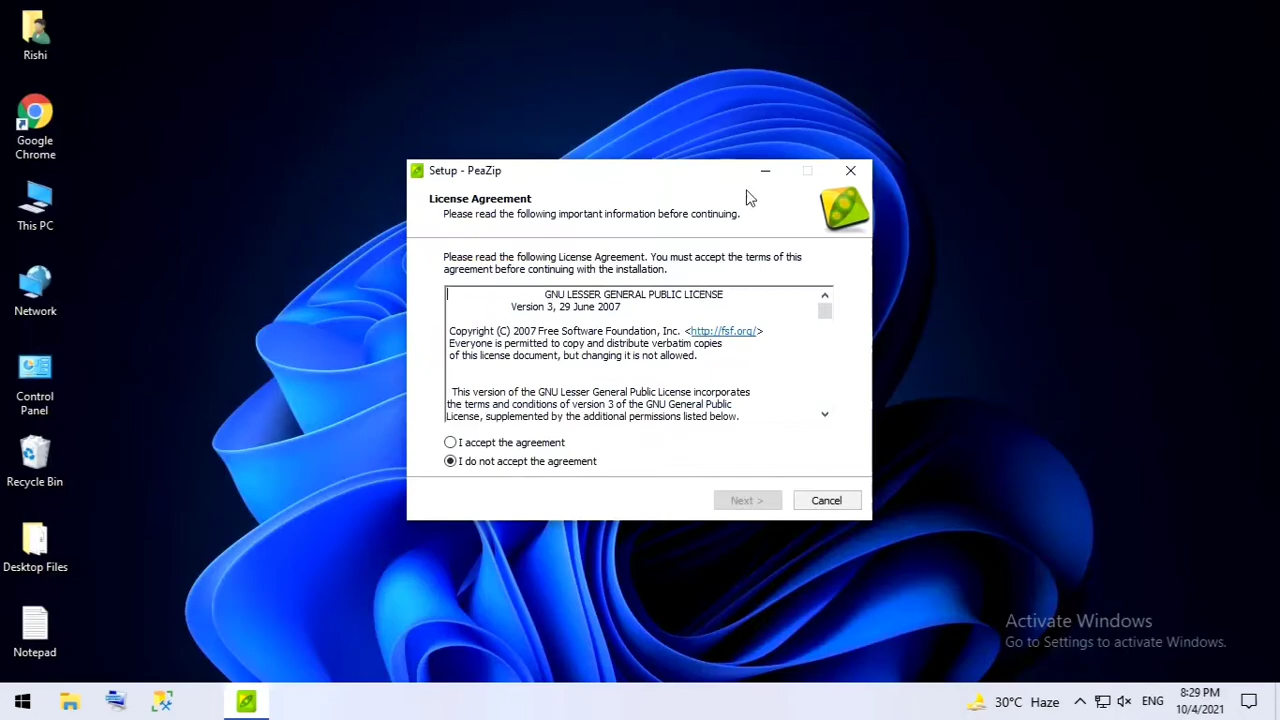 Rishi
Google
Chrome
This PC
Network
Control
Panel
Recycle Bin
Desktop Files
Notepad
Setup - PeaZip
License Agreement
Please read the following important information before continuing.
Please read the following License Agreement. You must accept the terms of this
agreement before continuing with the installation.
GNU LESSER GENERAL PUBLIC LICENSE
Version 3, 29 June 2007
Copyright (C) 2007 Free Software Foundation, Inc. <http://fsf.org/>
Everyone is permitted to copy and distribute verbatim copies
of this license document, but changing it is not allowed.
This version of the GNU Lesser General Public License incorporates
the terms and conditions of version 3 of the GNU General Public
License, supplemented by the additional permissions listed below.
I accept the agreement
I do not accept the agreement
Next >
Cancel
Activate Windows
Go to Settings to activate Windows.
30°C Haze
ENG
8:29 PM
10/4/2021